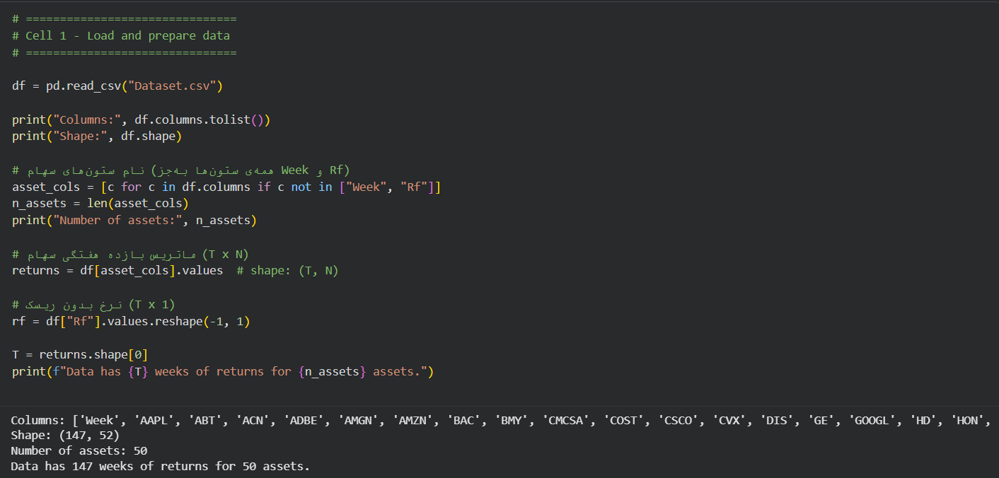 # ===============================
# Cell 1 - Load and prepare data
# ===============================
df = pd.read_csv("Dataset.csv")
print("Columns:", df.columns.tolist())
print("Shape:", df.shape)
# نام ستون‌های سهام (همه‌ی ستون‌ها به‌جز Week و Rf)
asset_cols = [c for c in df.columns if c not in ["Week", "Rf"]]
n_assets = len(asset_cols)
print("Number of assets:", n_assets)
# ماتریس بازده هفتگی سهام (T x N)
returns = df[asset_cols].values  # shape: (T, N)
# نرخ بدون ریسک (T x 1)
rf = df["Rf"].values.reshape(-1, 1)
T = returns.shape[0]
print(f"Data has {T} weeks of returns for {n_assets} assets.")
Columns: ['Week', 'AAPL', 'ABT', 'ACN', 'ADBE', 'AMGN', 'AMZN', 'BAC', 'BMY', 'CMCSA', 'COST', 'CSCO', 'CVX', 'DIS', 'GE', 'GOOGL', 'HD', 'HON',
Shape: (147, 52)
Number of assets: 50
Data has 147 weeks of returns for 50 assets.